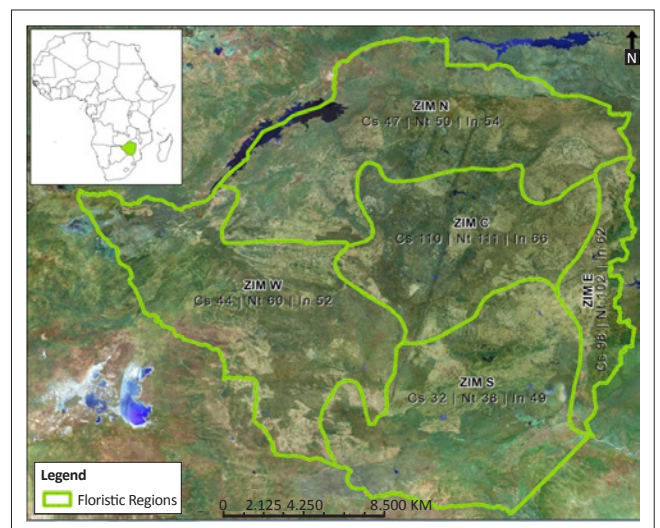 N
ZIM N
Cs 47 | Nt 50 | In 54
ZIM C
Cs 110 | Nt 111 | In 66
ZIM E
Cs 98 | Nt 102 | In 62
ZIM W
Cs 44 | Nt 60 | In 52
ZIM S
Cs 32 | Nt 38 | In 49
Legend
Floristic Regions
0 2.125 4.250 8.500 KM